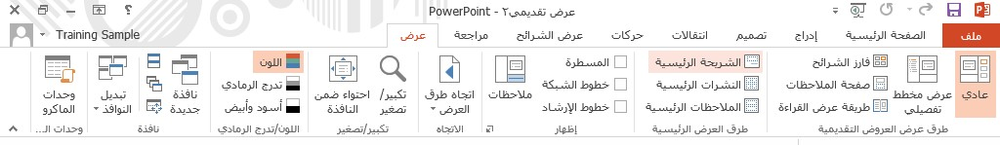 عرض تقديمي٢ - PowerPoint
ملف
الصفحة الرئيسية
إدراج
تصميم
انتقالات
حركات
عرض الشرائح
مراجعة
عرض
Training Sample
عادي
عرض مخطط تفصيلي
فارز الشرائح
صفحة الملاحظات
طريقة عرض القراءة
طرق عرض العروض التقديمية
الشريحة الرئيسية
النشرات الرئيسية
الملاحظات الرئيسية
طرق العرض الرئيسية
المسطرة
خطوط الشبكة
خطوط الإرشاد
ملاحظات
إظهار
اتجاه طرق العرض
الاتجاه
تكبير/تصغير
احتواء ضمن النافذة
تكبير/تصغير
اللون
تدرج الرمادي
أسود وأبيض
اللون/تدرج الرمادي
نافذة جديدة
تبديل النوافذ
نافذة
وحدات الماكرو
وحدات الـ...